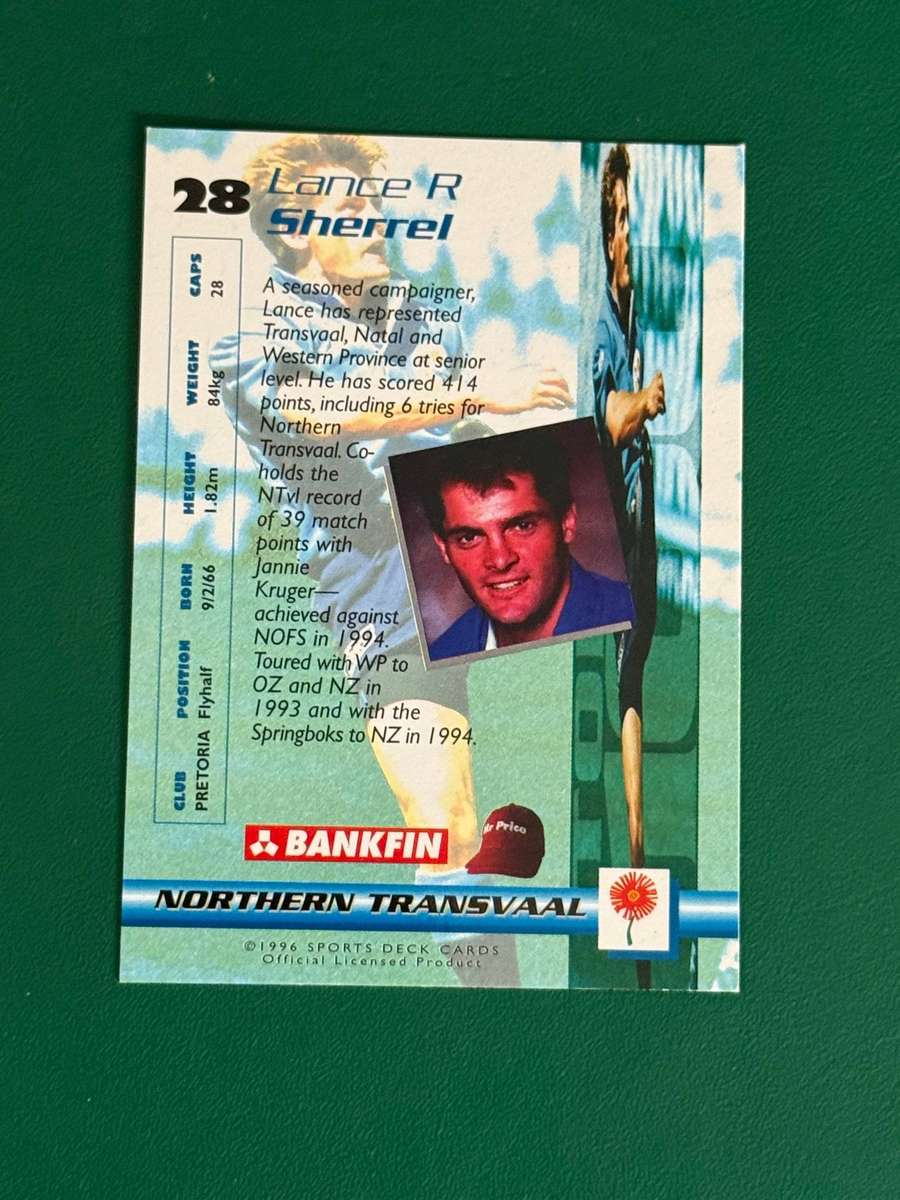 28
Lance R
Sherrel
CLUB POSITION BORN HEIGHT WEIGHT CAPS
PRETORIA Flyhalf 9/2/66 1.82m 84kg 28
A seasoned campaigner,
Lance has represented
Transvaal, Natal and
Western Province at senior
level. He has scored 414
points, including 6 tries for
Northern
Transvaal. Co-
holds the
NTvl record
of 39 match
points with
Jannie
Kruger—
achieved against
NOFS in 1994.
Toured with WP to
OZ and NZ in
1993 and with the
Springboks to NZ in 1994.
BANKFIN
Mr Price
NORTHERN TRANSVAAL
©1996 SPORTS DECK CARDS
Official Licensed Product